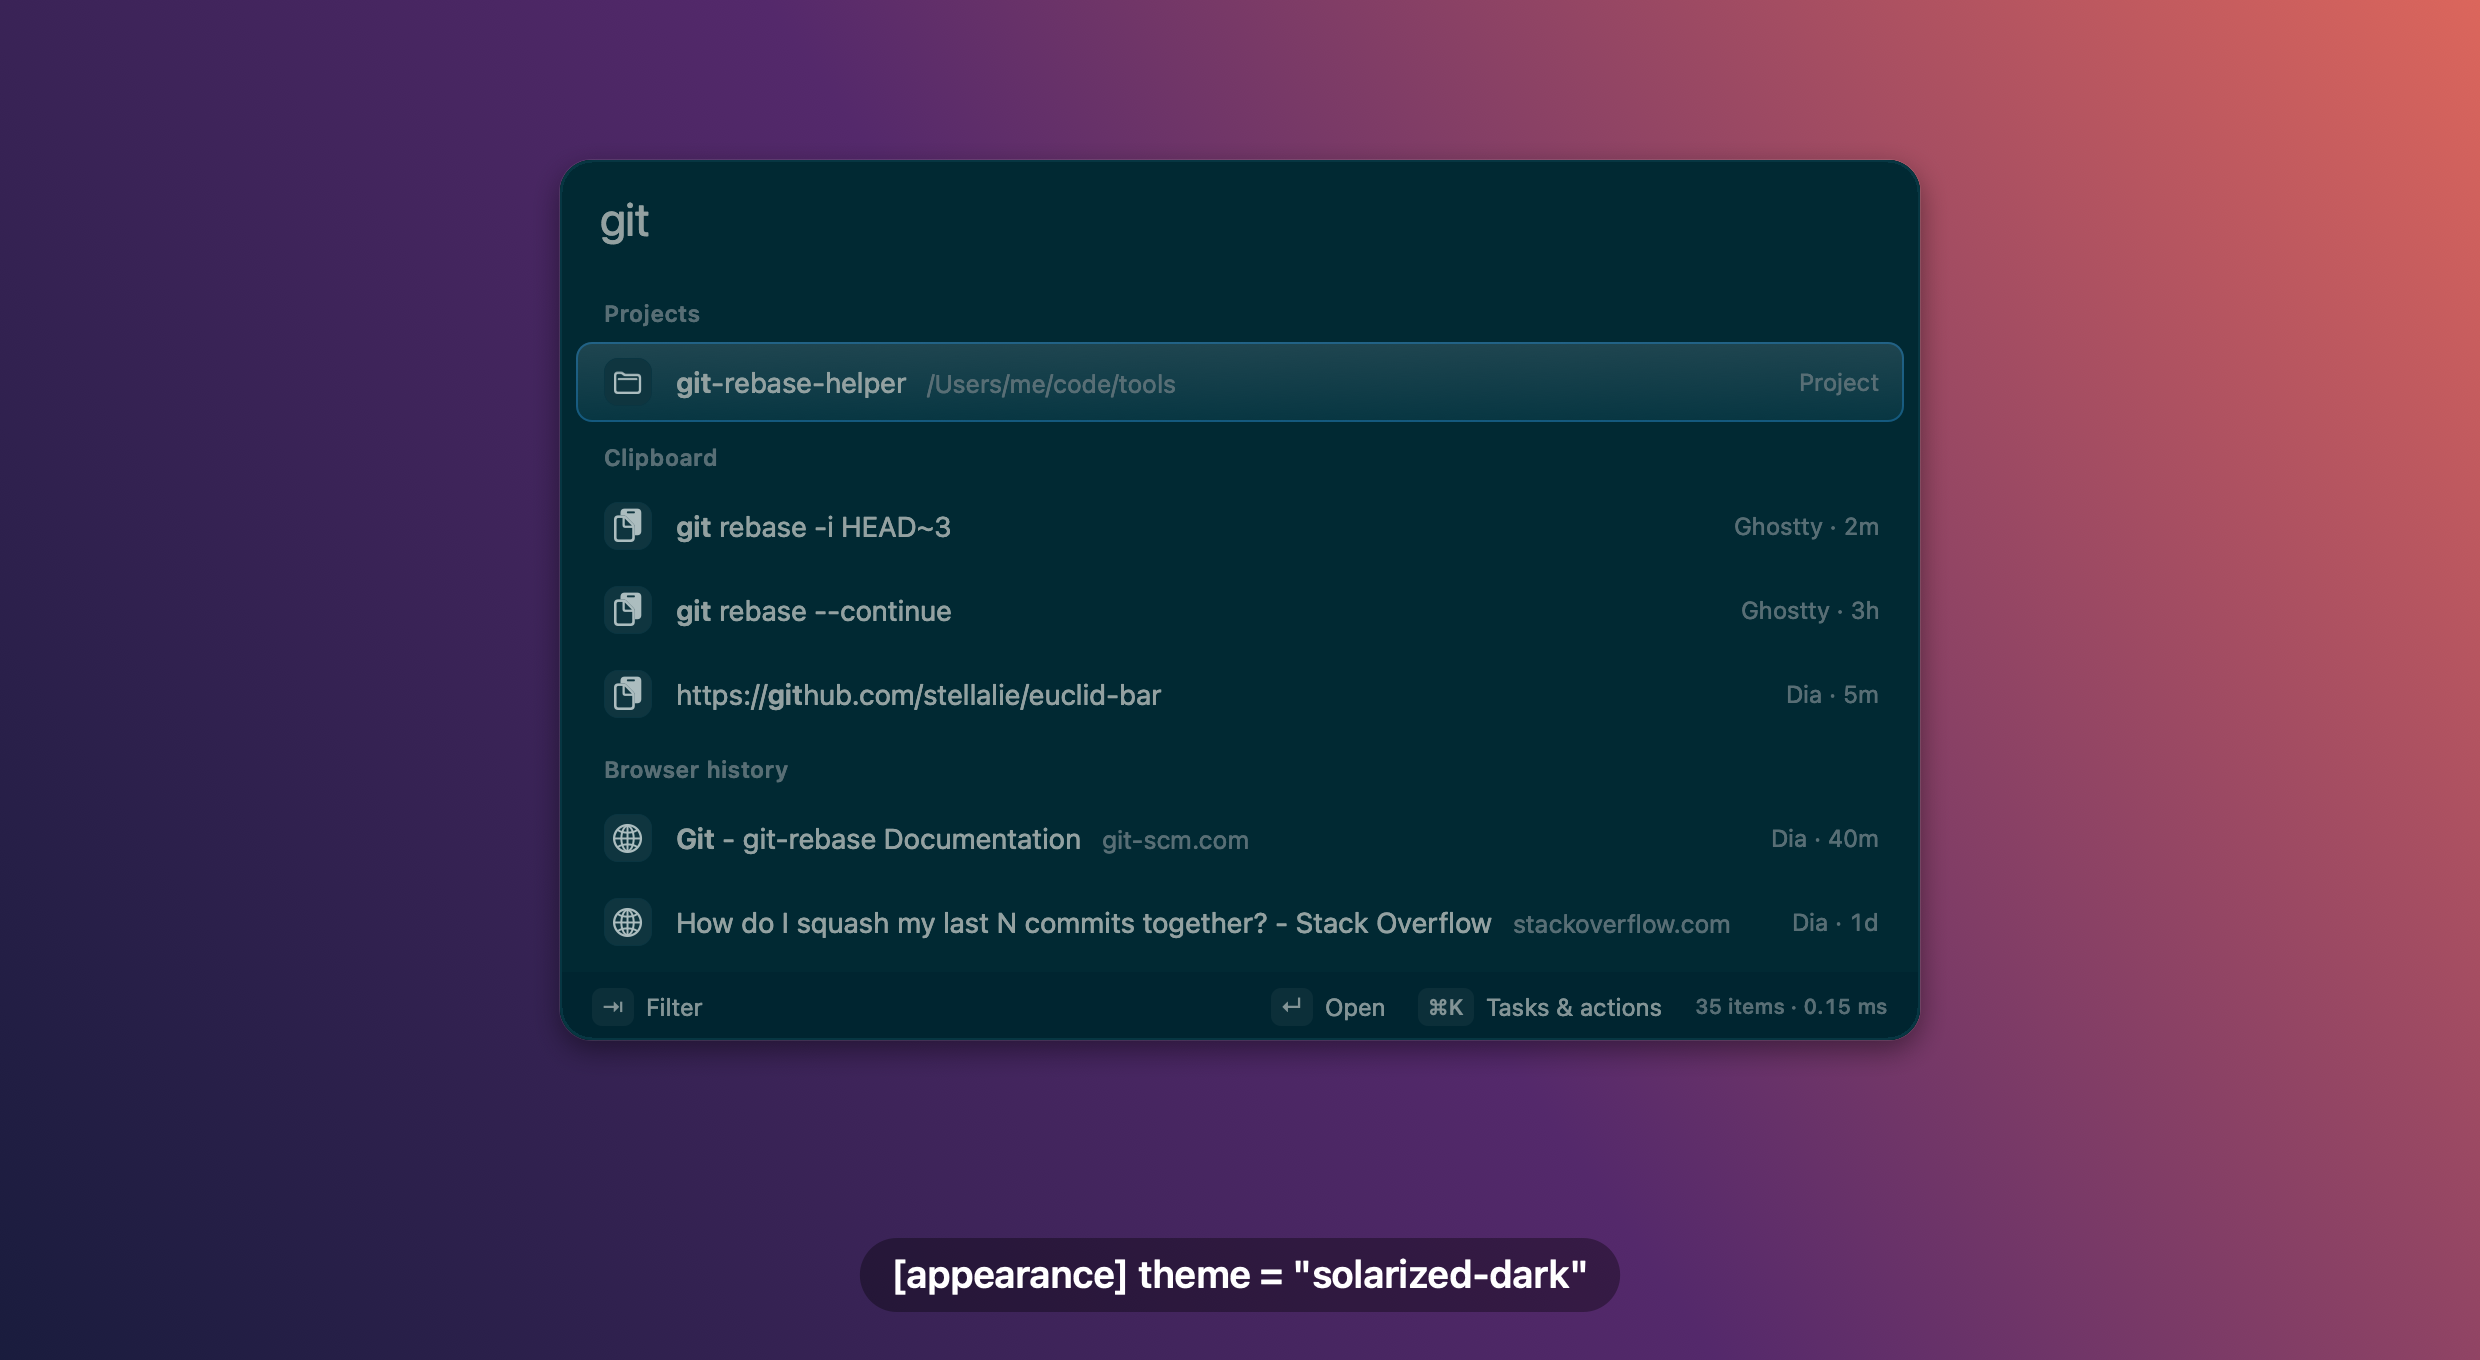 git
Projects
git-rebase-helper /Users/me/code/tools Project
Clipboard
git rebase -i HEAD~3 Ghostty · 2m
git rebase --continue Ghostty · 3h
https://github.com/stellalie/euclid-bar Dia · 5m
Browser history
Git - git-rebase Documentation git-scm.com Dia · 40m
How do I squash my last N commits together? - Stack Overflow stackoverflow.com Dia · 1d
⇥ Filter ↵ Open ⌘K Tasks & actions 35 items · 0.15 ms
[appearance] theme = "solarized-dark"